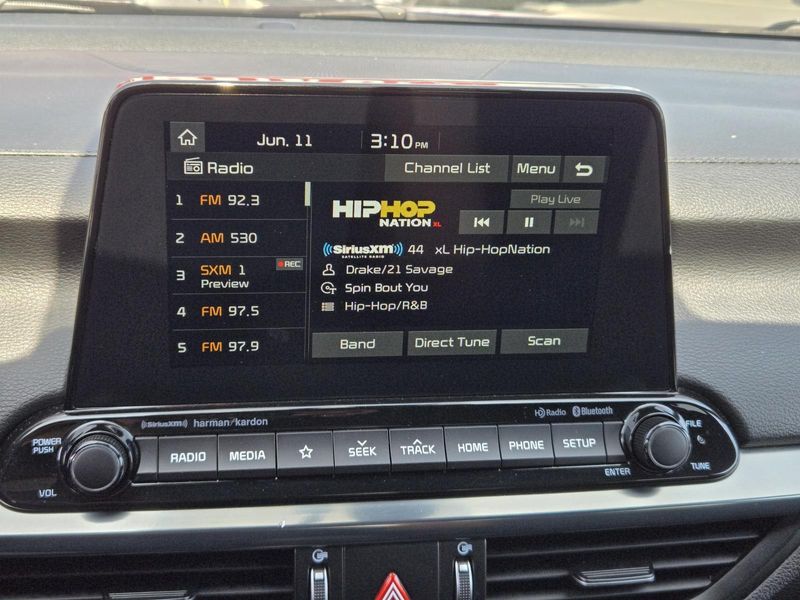 Jun. 11 3:10 PM
Radio Channel List Menu
1 FM 92.3
2 AM 530
3 SXM 1 REC
Preview
4 FM 97.5
5 FM 97.9
Play Live
HIPHOP
NATION XL
SiriusXM 44 xL Hip-HopNation
SATELLITE RADIO
Drake/21 Savage
Spin Bout You
Hip-Hop/R&B
Band Direct Tune Scan
SiriusXM harman/kardon HD Radio Bluetooth
POWER
PUSH
VOL
RADIO MEDIA SEEK TRACK HOME PHONE SETUP
FILE
TUNE
ENTER